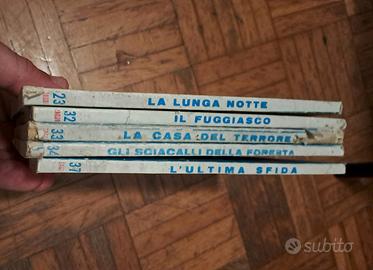 23 LA LUNGA NOTTE
32 IL FUGGIASCO
33 LA CASA DEL TERRORE
34 GLI SCIACALLI DELLA FORESTA
37 L'ULTIMA SFIDA
subito